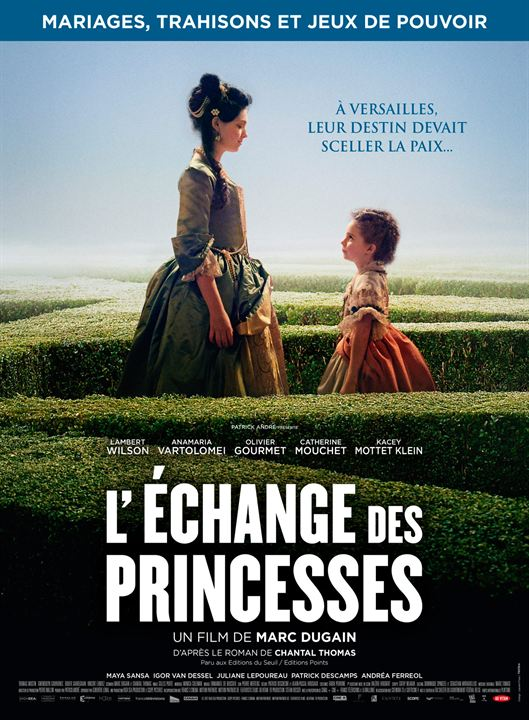 MARIAGES, TRAHISONS ET JEUX DE POUVOIR
À VERSAILLES,
LEUR DESTIN DEVAIT
SCELLER LA PAIX...
PATRICK ANDRÉ PRÉSENTE
LAMBERT WILSON ANAMARIA VARTOLOMEI OLIVIER GOURMET CATHERINE MOUCHET KACEY MOTTET KLEIN
L'ÉCHANGE DES
PRINCESSES
UN FILM DE MARC DUGAIN
D'APRÈS LE ROMAN DE CHANTAL THOMAS
Paru aux Editions du Seuil / Editions Points
MAYA SANSA IGOR VAN DESSEL JULIANE LEPOUREAU PATRICK DESCAMPS ANDRÉA FERRÉOL